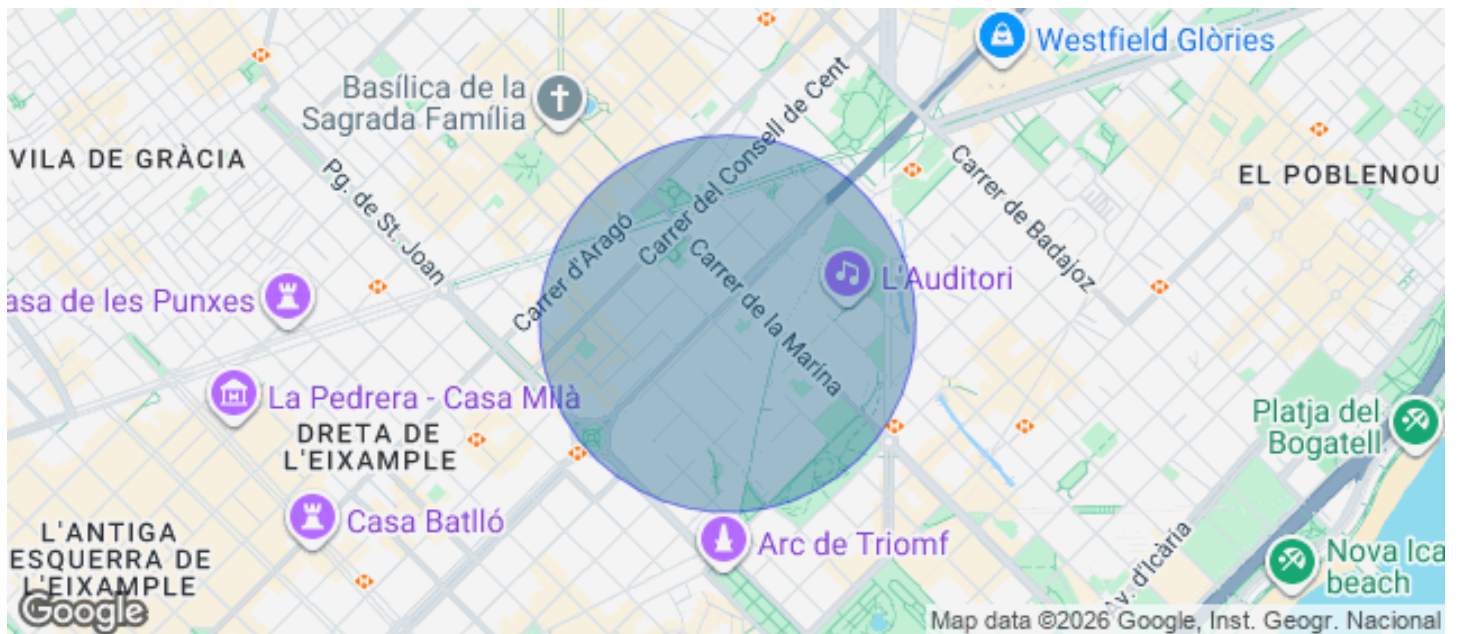 Westfield Glòries
Basílica de la
Sagrada Família
Carrer del Consell de Cent
VILA DE GRÀCIA
Pg. de St. Joan
Carrer de Badajoz
EL POBLENOU
Carrer d'Aragó
Carrer de la Marina
L'Auditori
asa de les Punxes
La Pedrera - Casa Milà
DRETA DE
L'EIXAMPLE
Platja del
Bogatell
Casa Batlló
Arc de Triomf
L'ANTIGA
ESQUERRA DE
L'EIXAMPLE
Av. d'Icària
Nova Ica
beach
Google
Map data ©2026 Google, Inst. Geogr. Nacional